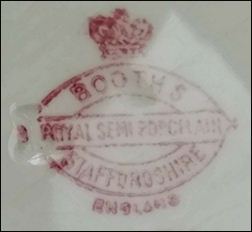 BOOTHS
ROYAL SEMI PORCELAIN
STAFFORDSHIRE
ENGLAND